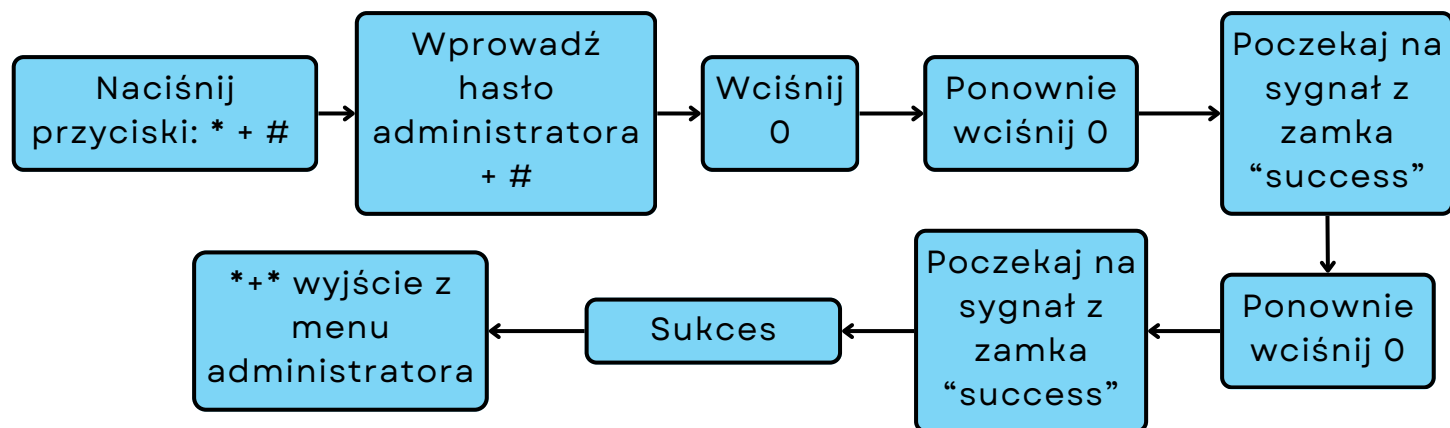 Naciśnij
przyciski: * + #
Wprowadź
hasło
administratora
+ #
Wciśnij
0
Ponownie
wciśnij 0
Poczekaj na
sygnał z
zamka
“success”
Ponownie
wciśnij 0
Poczekaj na
sygnał z
zamka
“success”
Sukces
*+* wyjście z
menu
administratora